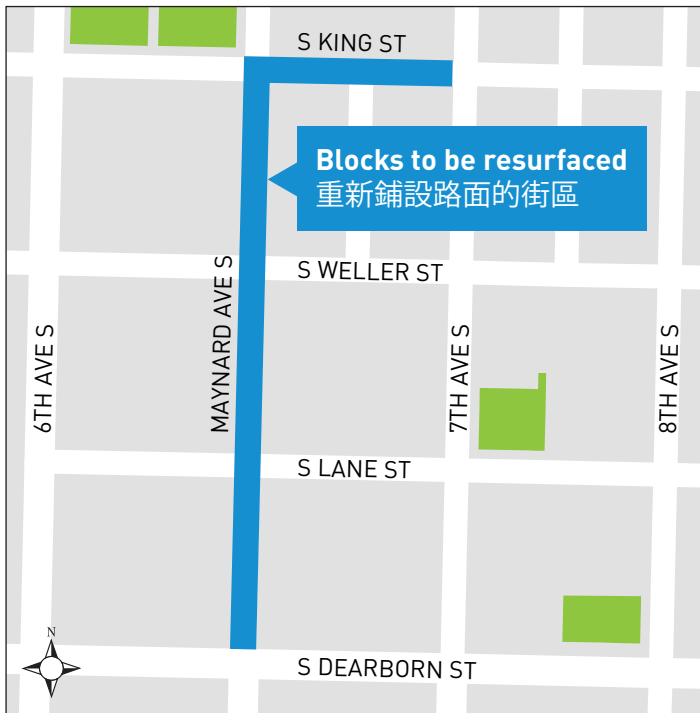 S KING ST
Blocks to be resurfaced
重新鋪設路面的街區
S WELLER ST
6TH AVE S
MAYNARD AVE S
7TH AVE S
8TH AVE S
S LANE ST
N
S DEARBORN ST